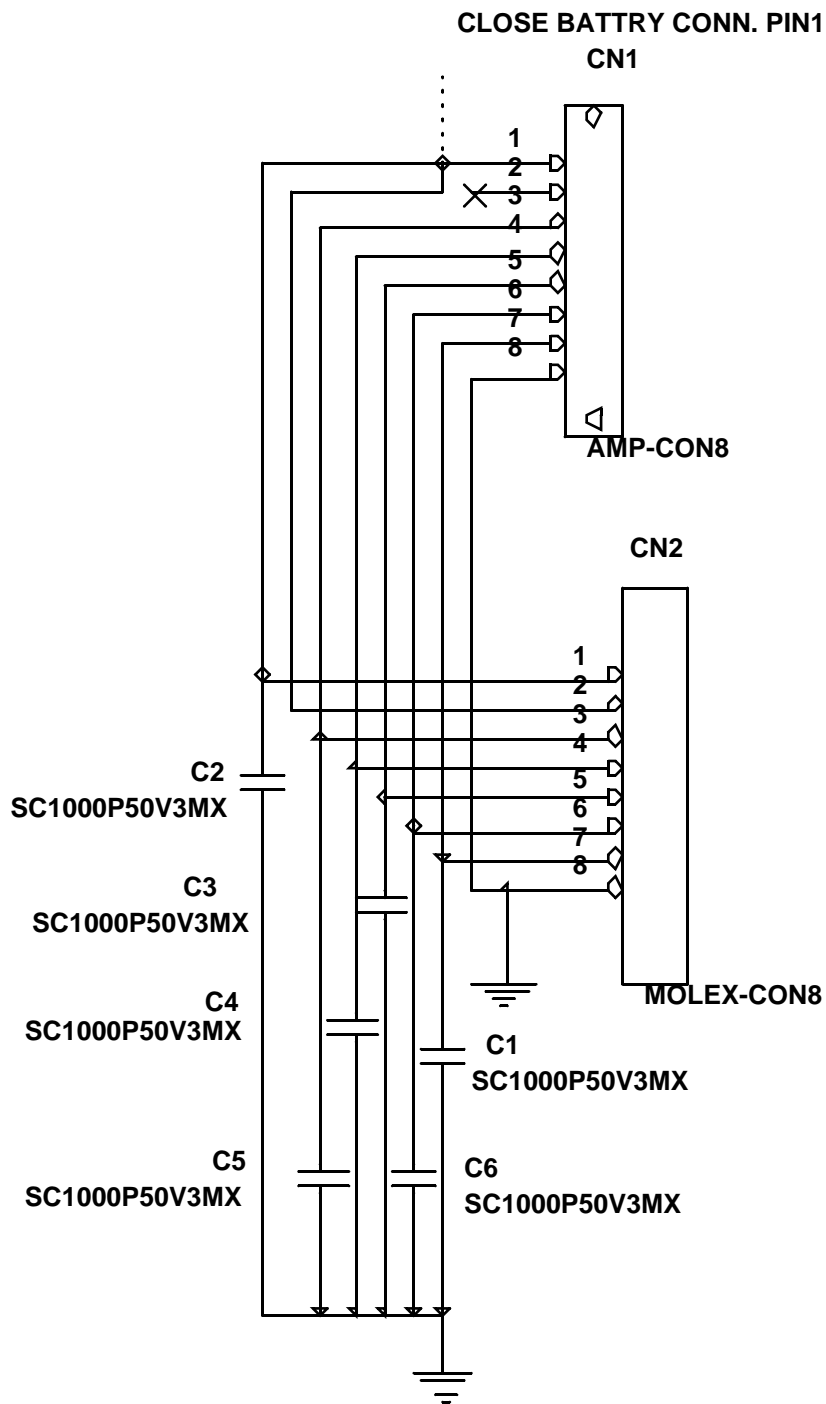 CLOSE BATTRY CONN. PIN1
CN1
1
2
3
4
5
6
7
8
AMP-CON8
CN2
1
2
3
4
5
6
7
8
MOLEX-CON8
C2
SC1000P50V3MX
C3
SC1000P50V3MX
C4
SC1000P50V3MX
C1
SC1000P50V3MX
C5
SC1000P50V3MX
C6
SC1000P50V3MX